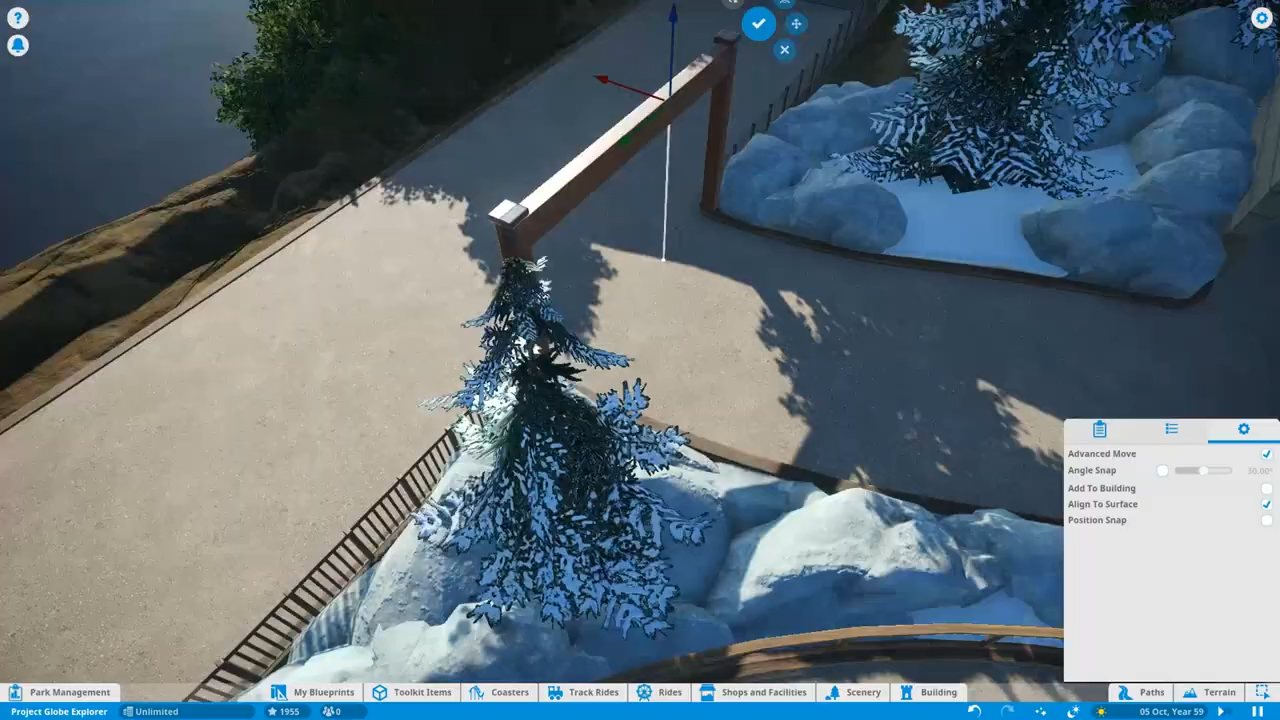 ?
Advanced Move
Angle Snap 30.00°
Add To Building
Align To Surface
Position Snap
Park Management My Blueprints Toolkit Items Coasters Track Rides Rides Shops and Facilities Scenery Building Paths Terrain
Project Globe Explorer Unlimited 1955 0 05 Oct, Year 59